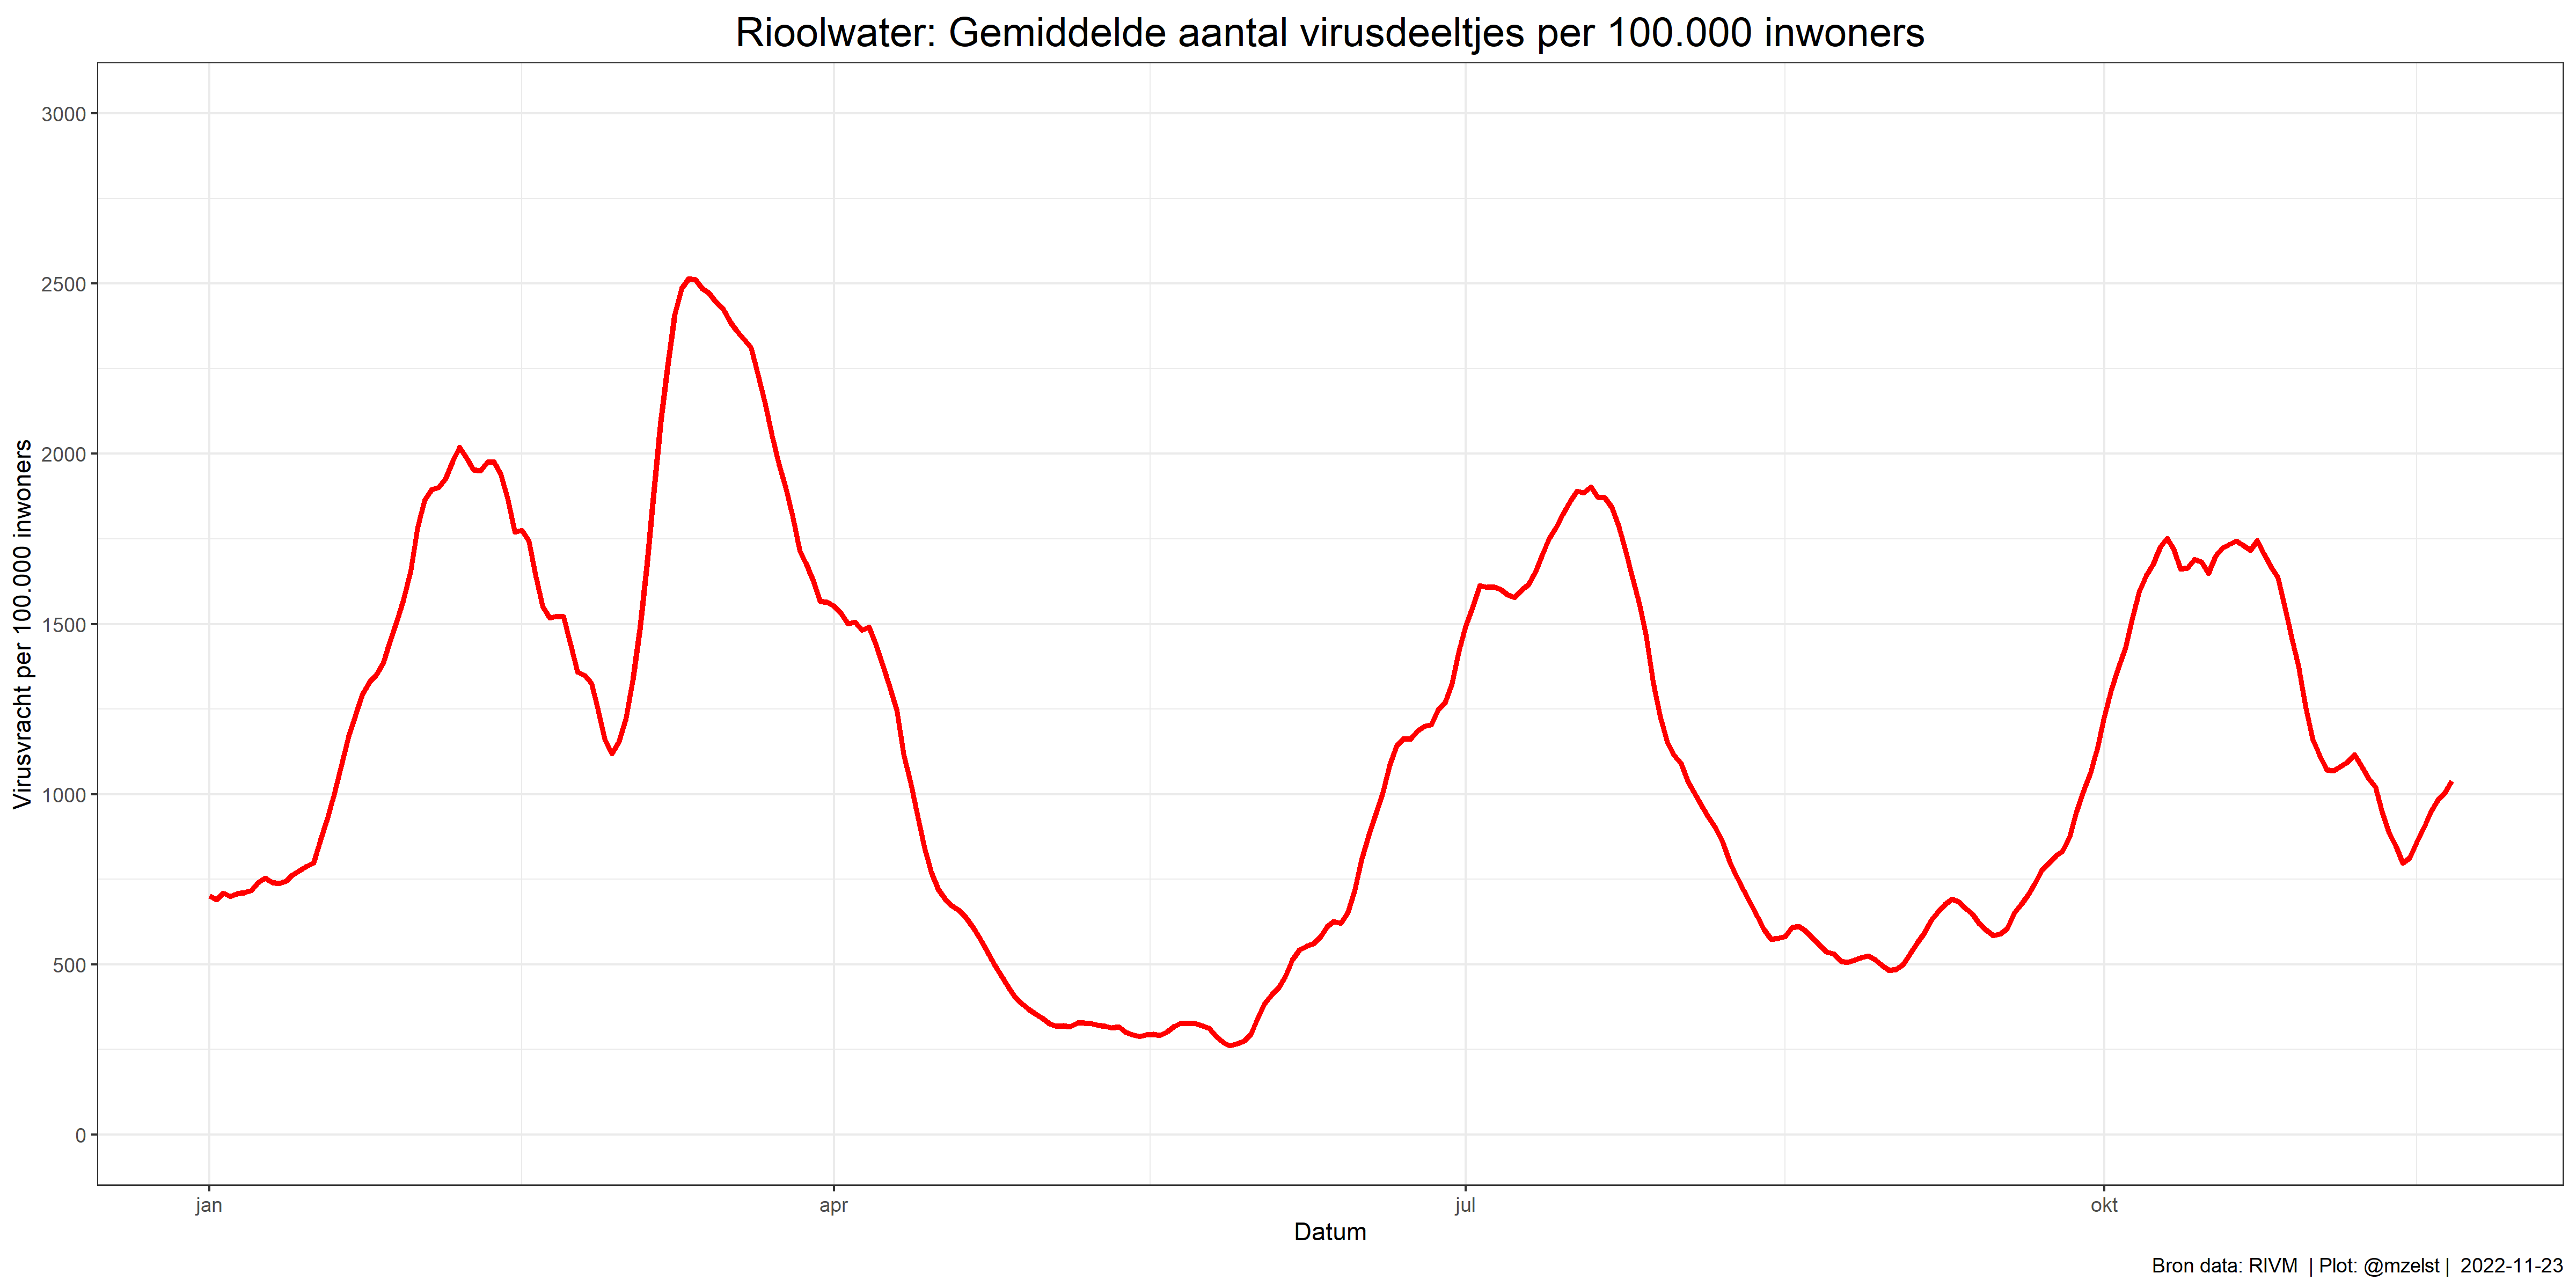 Rioolwater: Gemiddelde aantal virusdeeltjes per 100.000 inwoners
Virusvracht per 100.000 inwoners
3000
2500
2000
1500
1000
500
0
jan apr jul okt
Datum
Bron data: RIVM | Plot: @mzelst | 2022-11-23